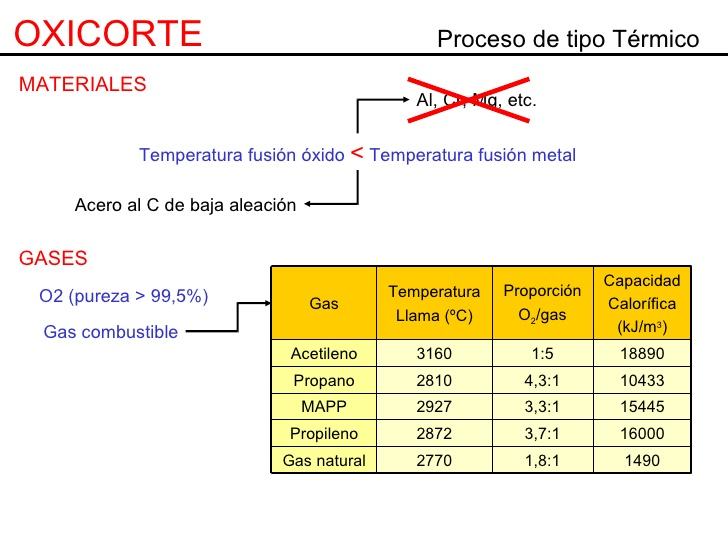 OXICORTE
Proceso de tipo Térmico
MATERIALES
Al, Cr, Mg, etc.
Temperatura fusión óxido < Temperatura fusión metal
Acero al C de baja aleación
GASES
O2 (pureza > 99,5%)
Gas combustible
Gas
Temperatura
Llama (ºC)
Proporción
O₂/gas
Capacidad
Calorífica
(kJ/m³)
Acetileno 3160 1:5 18890
Propano 2810 4,3:1 10433
MAPP 2927 3,3:1 15445
Propileno 2872 3,7:1 16000
Gas natural 2770 1,8:1 1490